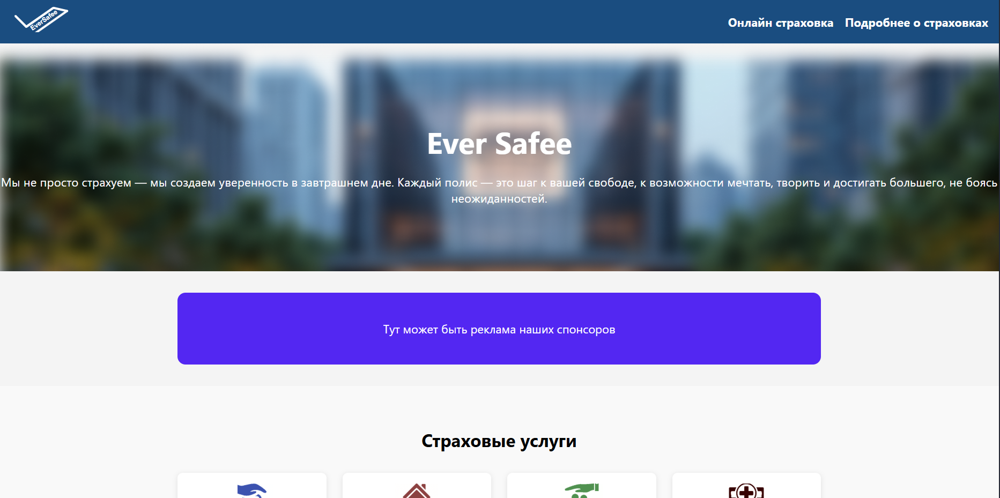 EverSafee
Онлайн страховка
Подробнее о страховках
Ever Safee
Мы не просто страхуем — мы создаем уверенность в завтрашнем дне. Каждый полис — это шаг к вашей свободе, к возможности мечтать, творить и достигать большего, не боясь
неожиданностей.
Тут может быть реклама наших спонсоров
Страховые услуги